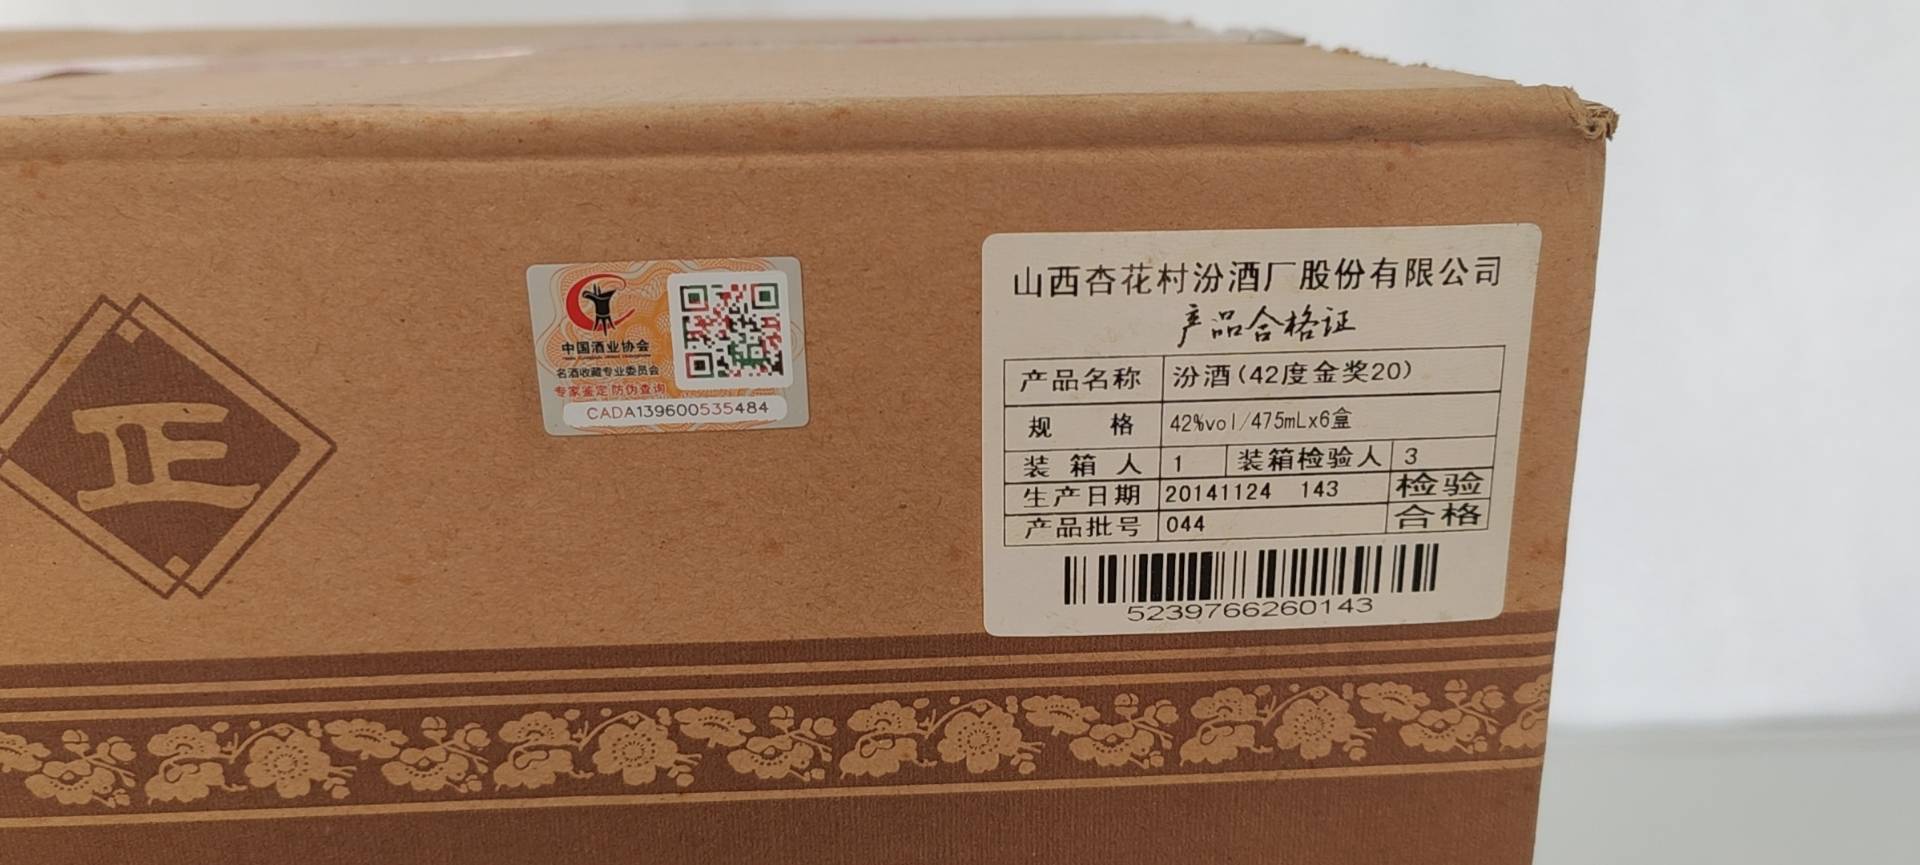 正
中国酒业协会
名酒收藏专业委员会
专家鉴定 防伪查询
CADA139600535484
山西杏花村汾酒厂股份有限公司
产品合格证
产品名称 汾酒(42度金奖20)
规 格 42%vol/475mLx6盒
装箱人 1 装箱检验人 3
生产日期 20141124 143 检验
产品批号 044 合格
5239766260143